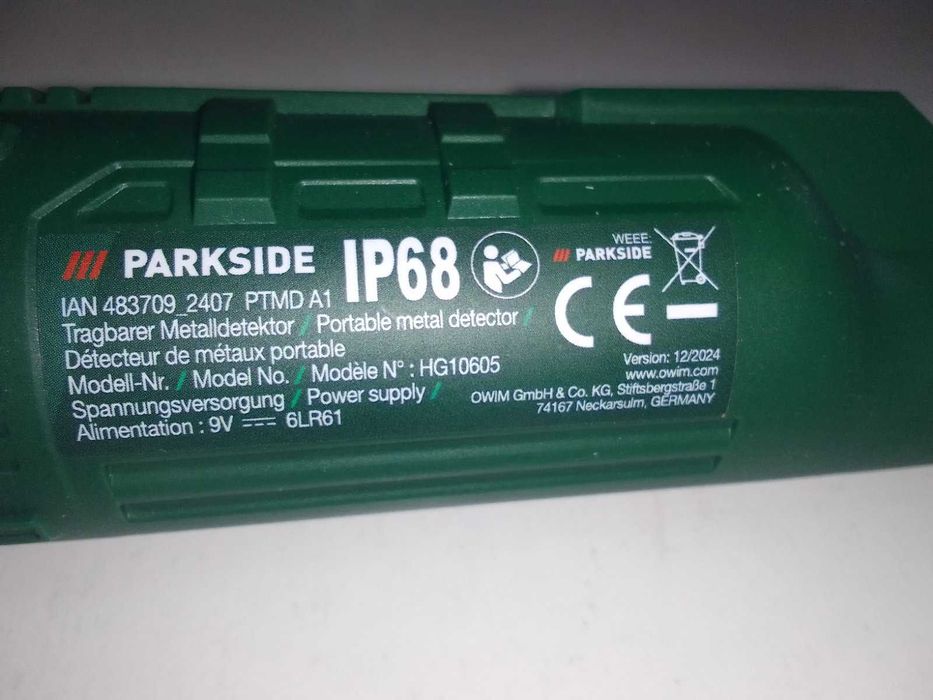 PARKSIDE
IP68
IAN 483709_2407 PTMD A1
Tragbarer Metalldetektor / Portable metal detector /
Détecteur de métaux portable
Modell-Nr. / Model No. / Modèle N° : HG10605
Spannungsversorgung / Power supply /
Alimentation : 9V ⎓ 6LR61
WEEE:
PARKSIDE
CE
Version: 12/2024
www.owim.com
OWIM GmbH & Co. KG, Stiftsbergstraße 1
74167 Neckarsulm, GERMANY